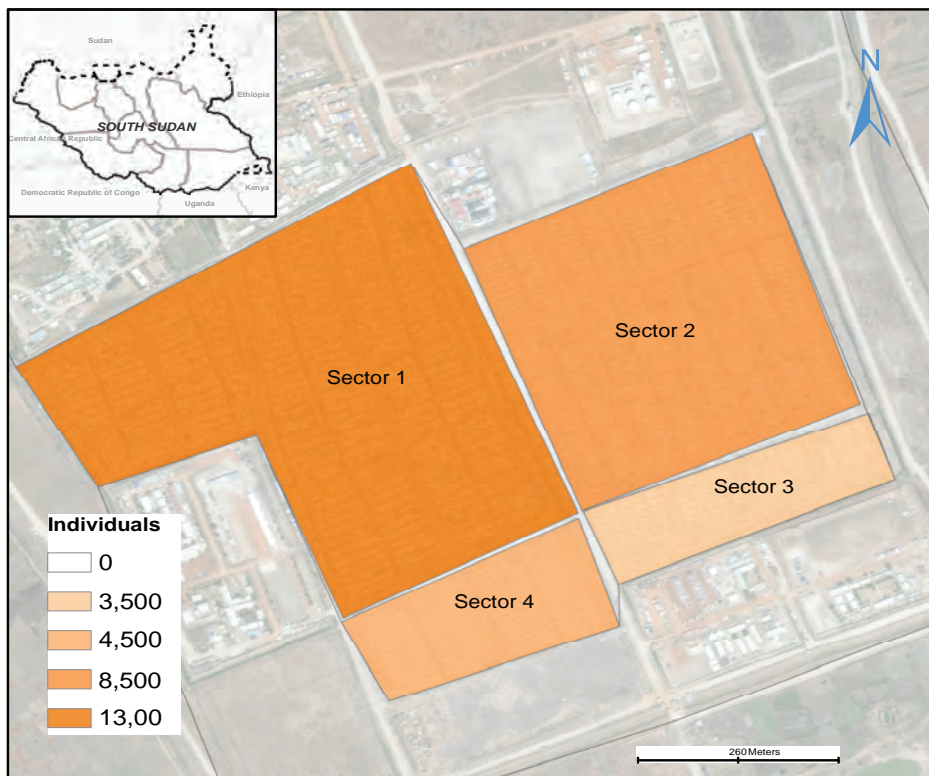 Sudan
Ethiopia
SOUTH SUDAN
Central African Republic
Democratic Republic of Congo
Uganda
Kenya
N
Sector 2
Sector 1
Sector 3
Sector 4
Individuals
0
3,500
4,500
8,500
13,00
260 Meters